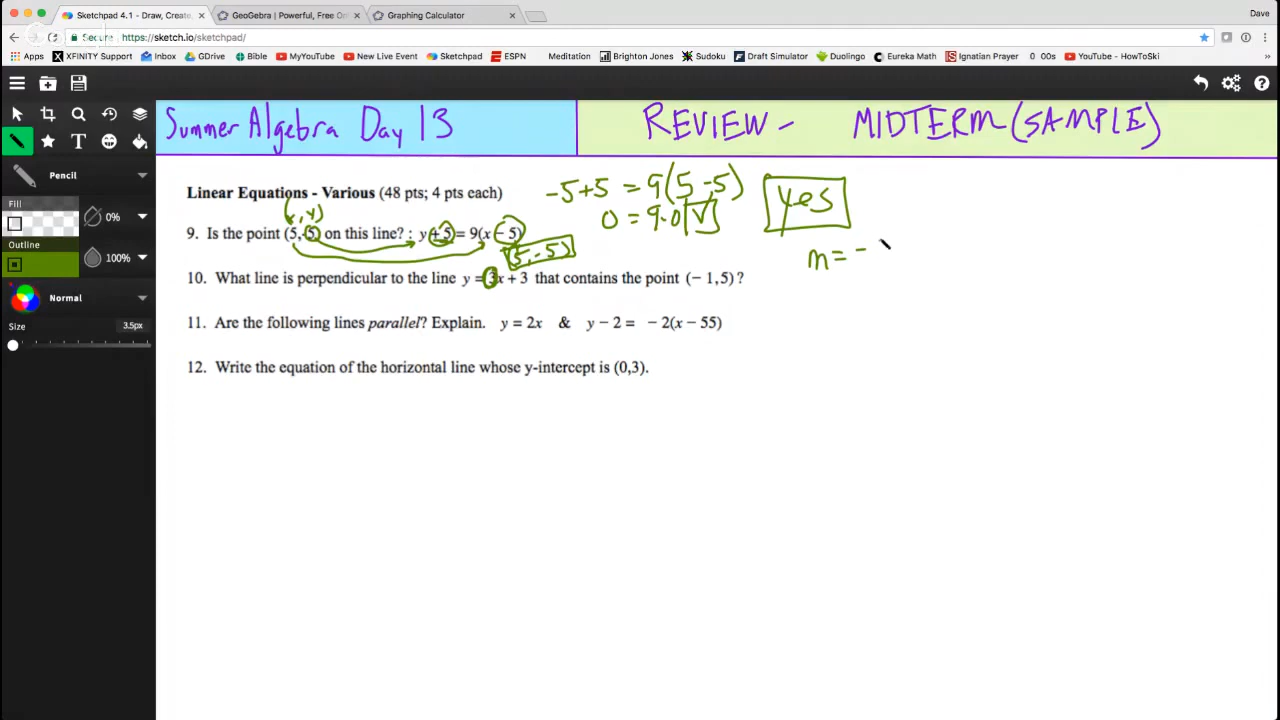 Sketchpad 4.1 - Draw, Create, × GeoGebra | Powerful, Free On × Graphing Calculator × Dave
Secure https://sketch.io/sketchpad/
Apps XFINITY Support Inbox GDrive Bible MyYouTube New Live Event Sketchpad ESPN Meditation Brighton Jones Sudoku Draft Simulator Duolingo 0 00s Eureka Math Ignatian Prayer YouTube - HowToSki
Summer Algebra Day 13 REVIEW - MIDTERM (SAMPLE)
Pencil
Fill
0%
Outline
100%
Normal
Size 3.5px
Linear Equations - Various (48 pts; 4 pts each)
-5+5 = 9(5-5)
yes
0 = 9·0 √
(x, y)
9. Is the point (5,-5) on this line? : y + 5 = 9(x - 5)
(5, -5)
m = -
10. What line is perpendicular to the line y = 3x + 3 that contains the point (- 1,5) ?
11. Are the following lines parallel? Explain. y = 2x & y - 2 = - 2(x - 55)
12. Write the equation of the horizontal line whose y-intercept is (0,3).